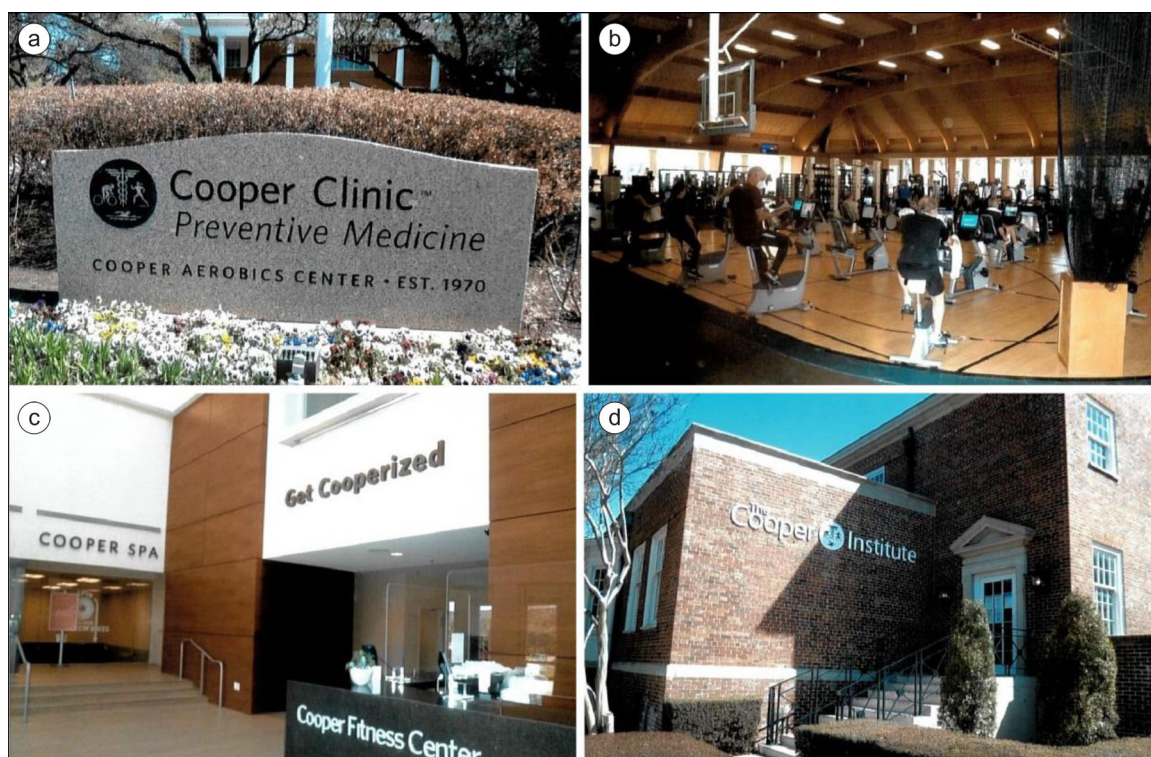 a
Cooper Clinic™
Preventive Medicine
COOPER AEROBICS CENTER • EST. 1970
b
c
Get Cooperized
COOPER SPA
Cooper Fitness Center
d
The
Cooper Institute